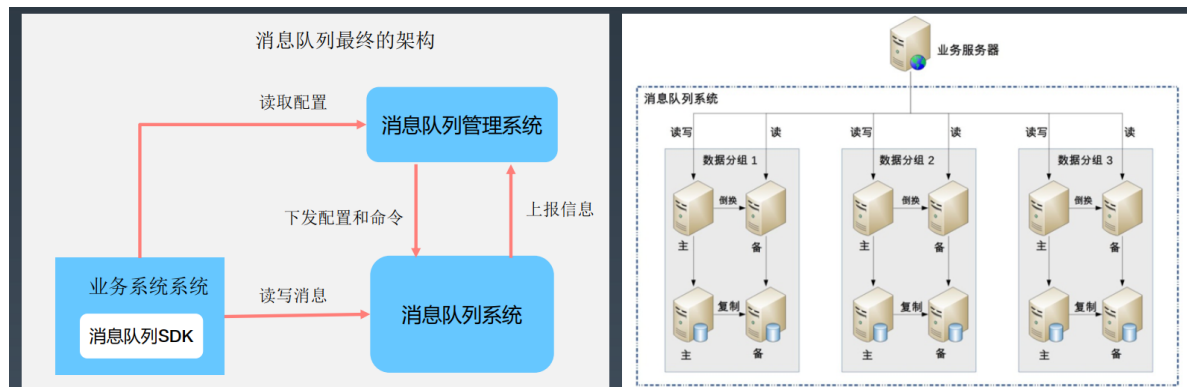 消息队列最终的架构
读取配置
消息队列管理系统
下发配置和命令
上报信息
业务系统系统
消息队列SDK
读写消息
消息队列系统
业务服务器
消息队列系统
读写 读 读写 读 读写 读
数据分组 1 数据分组 2 数据分组 3
倒换 倒换 倒换
主 备 主 备 主 备
复制 复制 复制
主 备 主 备 主 备